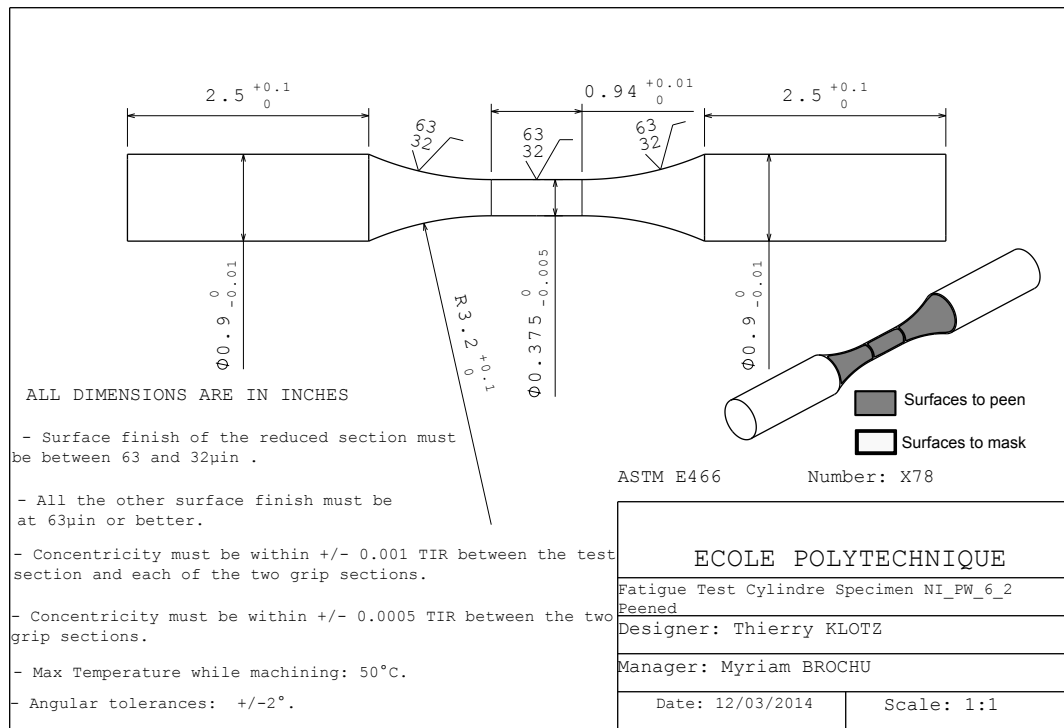 2.5 +0.1 0
0.94 +0.01 0
2.5 +0.1 0
63
32
63
32
63
32
Φ0.9 0 -0.01
R3.2 +0.1 0
Φ0.375 0 -0.005
Φ0.9 0 -0.01
ALL DIMENSIONS ARE IN INCHES
- Surface finish of the reduced section must
be between 63 and 32µin .
- All the other surface finish must be
at 63µin or better.
- Concentricity must be within +/- 0.001 TIR between the test
section and each of the two grip sections.
- Concentricity must be within +/- 0.0005 TIR between the two
grip sections.
- Max Temperature while machining: 50°C.
- Angular tolerances: +/-2°.
Surfaces to peen
Surfaces to mask
ASTM E466 Number: X78
ECOLE POLYTECHNIQUE
Fatigue Test Cylindre Specimen NI_PW_6_2
Peened
Designer: Thierry KLOTZ
Manager: Myriam BROCHU
Date: 12/03/2014 Scale: 1:1